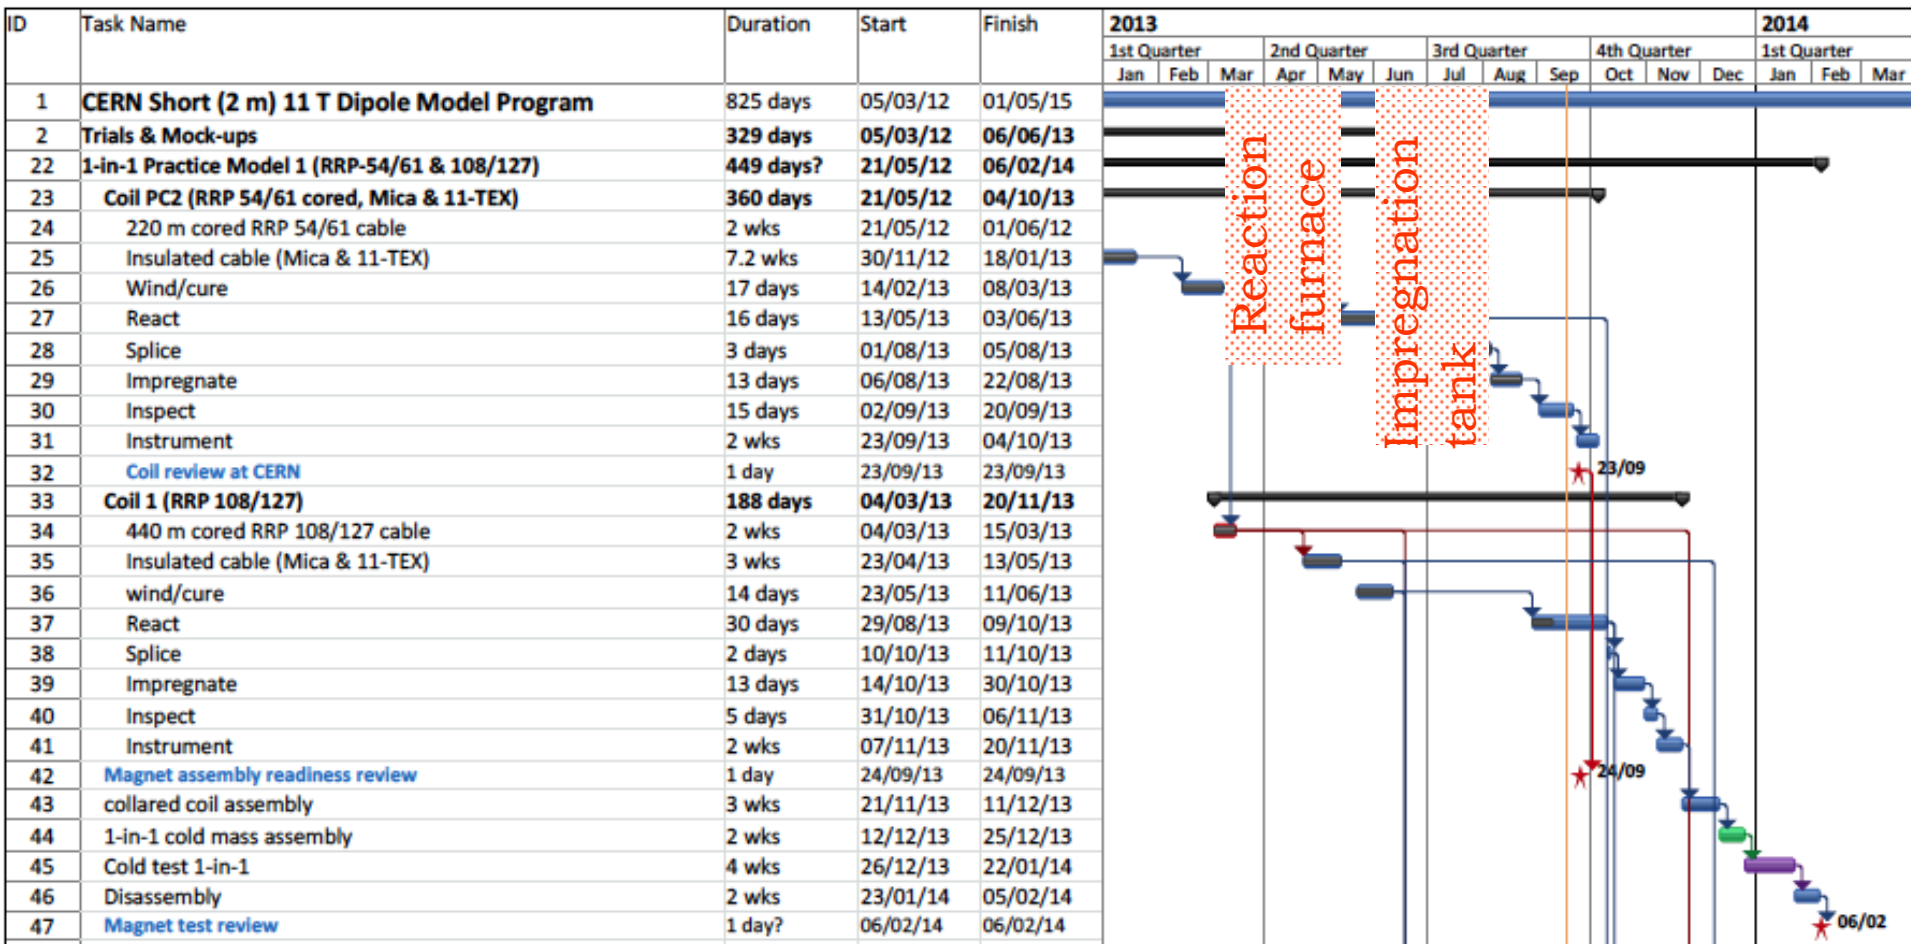 ID Task Name Duration Start Finish 2013 2014
1st Quarter 2nd Quarter 3rd Quarter 4th Quarter 1st Quarter
Jan Feb Mar Apr May Jun Jul Aug Sep Oct Nov Dec Jan Feb Mar
1 CERN Short (2 m) 11 T Dipole Model Program 825 days 05/03/12 01/05/15
2 Trials & Mock-ups 329 days 05/03/12 06/06/13
22 1-in-1 Practice Model 1 (RRP-54/61 & 108/127) 449 days? 21/05/12 06/02/14
23 Coil PC2 (RRP 54/61 cored, Mica & 11-TEX) 360 days 21/05/12 04/10/13
24 220 m cored RRP 54/61 cable 2 wks 21/05/12 01/06/12
25 Insulated cable (Mica & 11-TEX) 7.2 wks 30/11/12 18/01/13
26 Wind/cure 17 days 14/02/13 08/03/13
27 React 16 days 13/05/13 03/06/13
28 Splice 3 days 01/08/13 05/08/13
29 Impregnate 13 days 06/08/13 22/08/13
30 Inspect 15 days 02/09/13 20/09/13
31 Instrument 2 wks 23/09/13 04/10/13
32 Coil review at CERN 1 day 23/09/13 23/09/13 23/09
33 Coil 1 (RRP 108/127) 188 days 04/03/13 20/11/13
34 440 m cored RRP 108/127 cable 2 wks 04/03/13 15/03/13
35 Insulated cable (Mica & 11-TEX) 3 wks 23/04/13 13/05/13
36 wind/cure 14 days 23/05/13 11/06/13
37 React 30 days 29/08/13 09/10/13
38 Splice 2 days 10/10/13 11/10/13
39 Impregnate 13 days 14/10/13 30/10/13
40 Inspect 5 days 31/10/13 06/11/13
41 Instrument 2 wks 07/11/13 20/11/13
42 Magnet assembly readiness review 1 day 24/09/13 24/09/13 24/09
43 collared coil assembly 3 wks 21/11/13 11/12/13
44 1-in-1 cold mass assembly 2 wks 12/12/13 25/12/13
45 Cold test 1-in-1 4 wks 26/12/13 22/01/14
46 Disassembly 2 wks 23/01/14 05/02/14
47 Magnet test review 1 day? 06/02/14 06/02/14 06/02
Reaction
furnace
Impregnation
tank